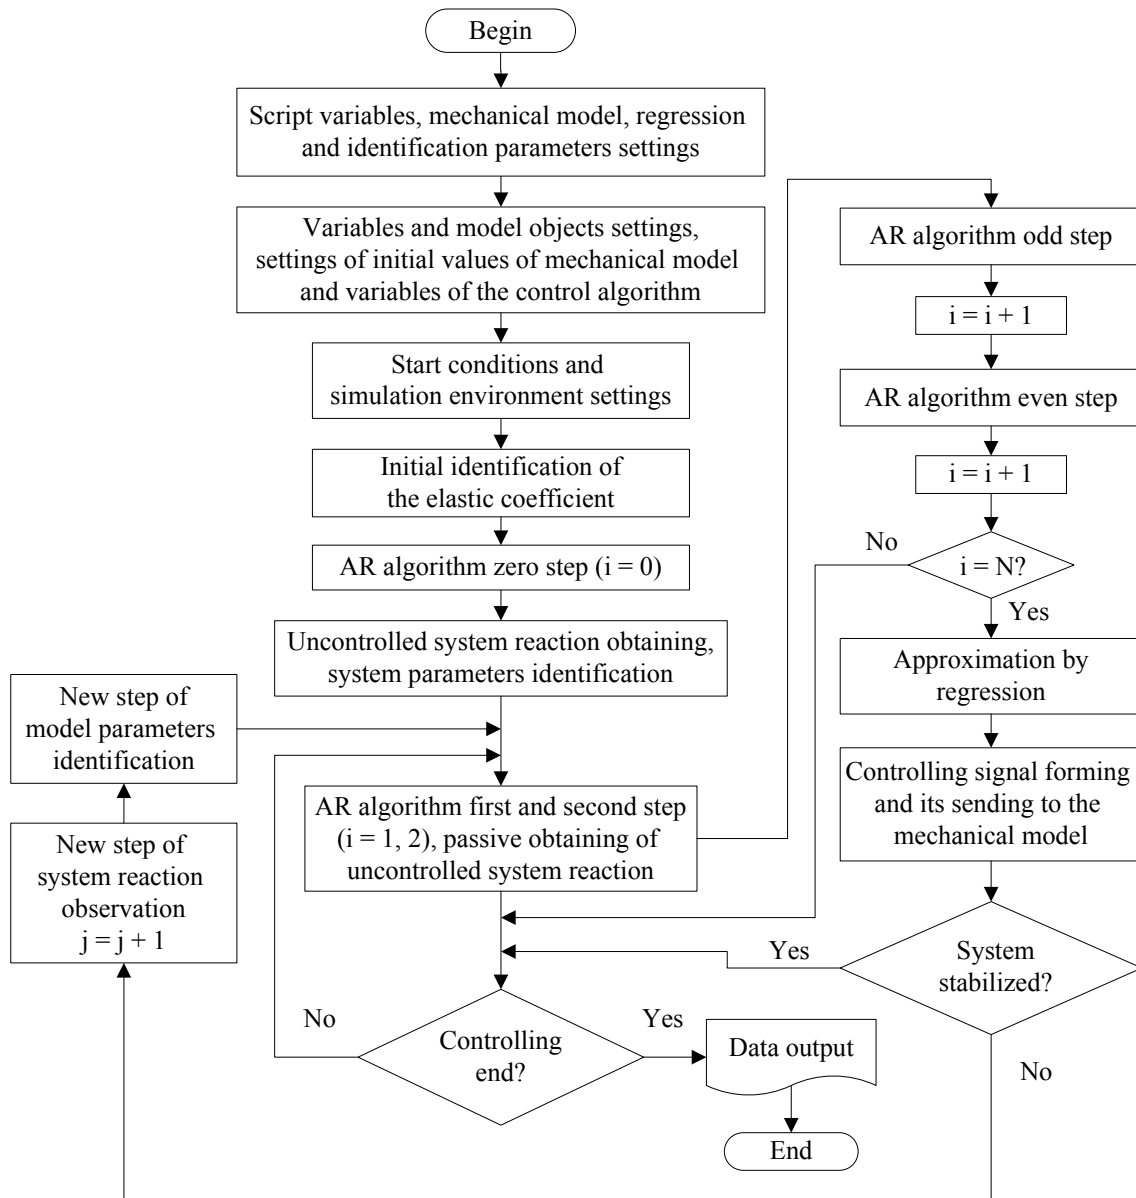 Begin
Script variables, mechanical model, regression
and identification parameters settings
Variables and model objects settings,
settings of initial values of mechanical model
and variables of the control algorithm
Start conditions and
simulation environment settings
Initial identification of
the elastic coefficient
AR algorithm zero step (i = 0)
Uncontrolled system reaction obtaining,
system parameters identification
New step of
model parameters
identification
New step of
system reaction
observation
j = j + 1
AR algorithm first and second step
(i = 1, 2), passive obtaining of
uncontrolled system reaction
No
Controlling
end?
Yes
Data output
End
AR algorithm odd step
i = i + 1
AR algorithm even step
i = i + 1
No
i = N?
Yes
Approximation by
regression
Controlling signal forming
and its sending to the
mechanical model
Yes
System
stabilized?
No